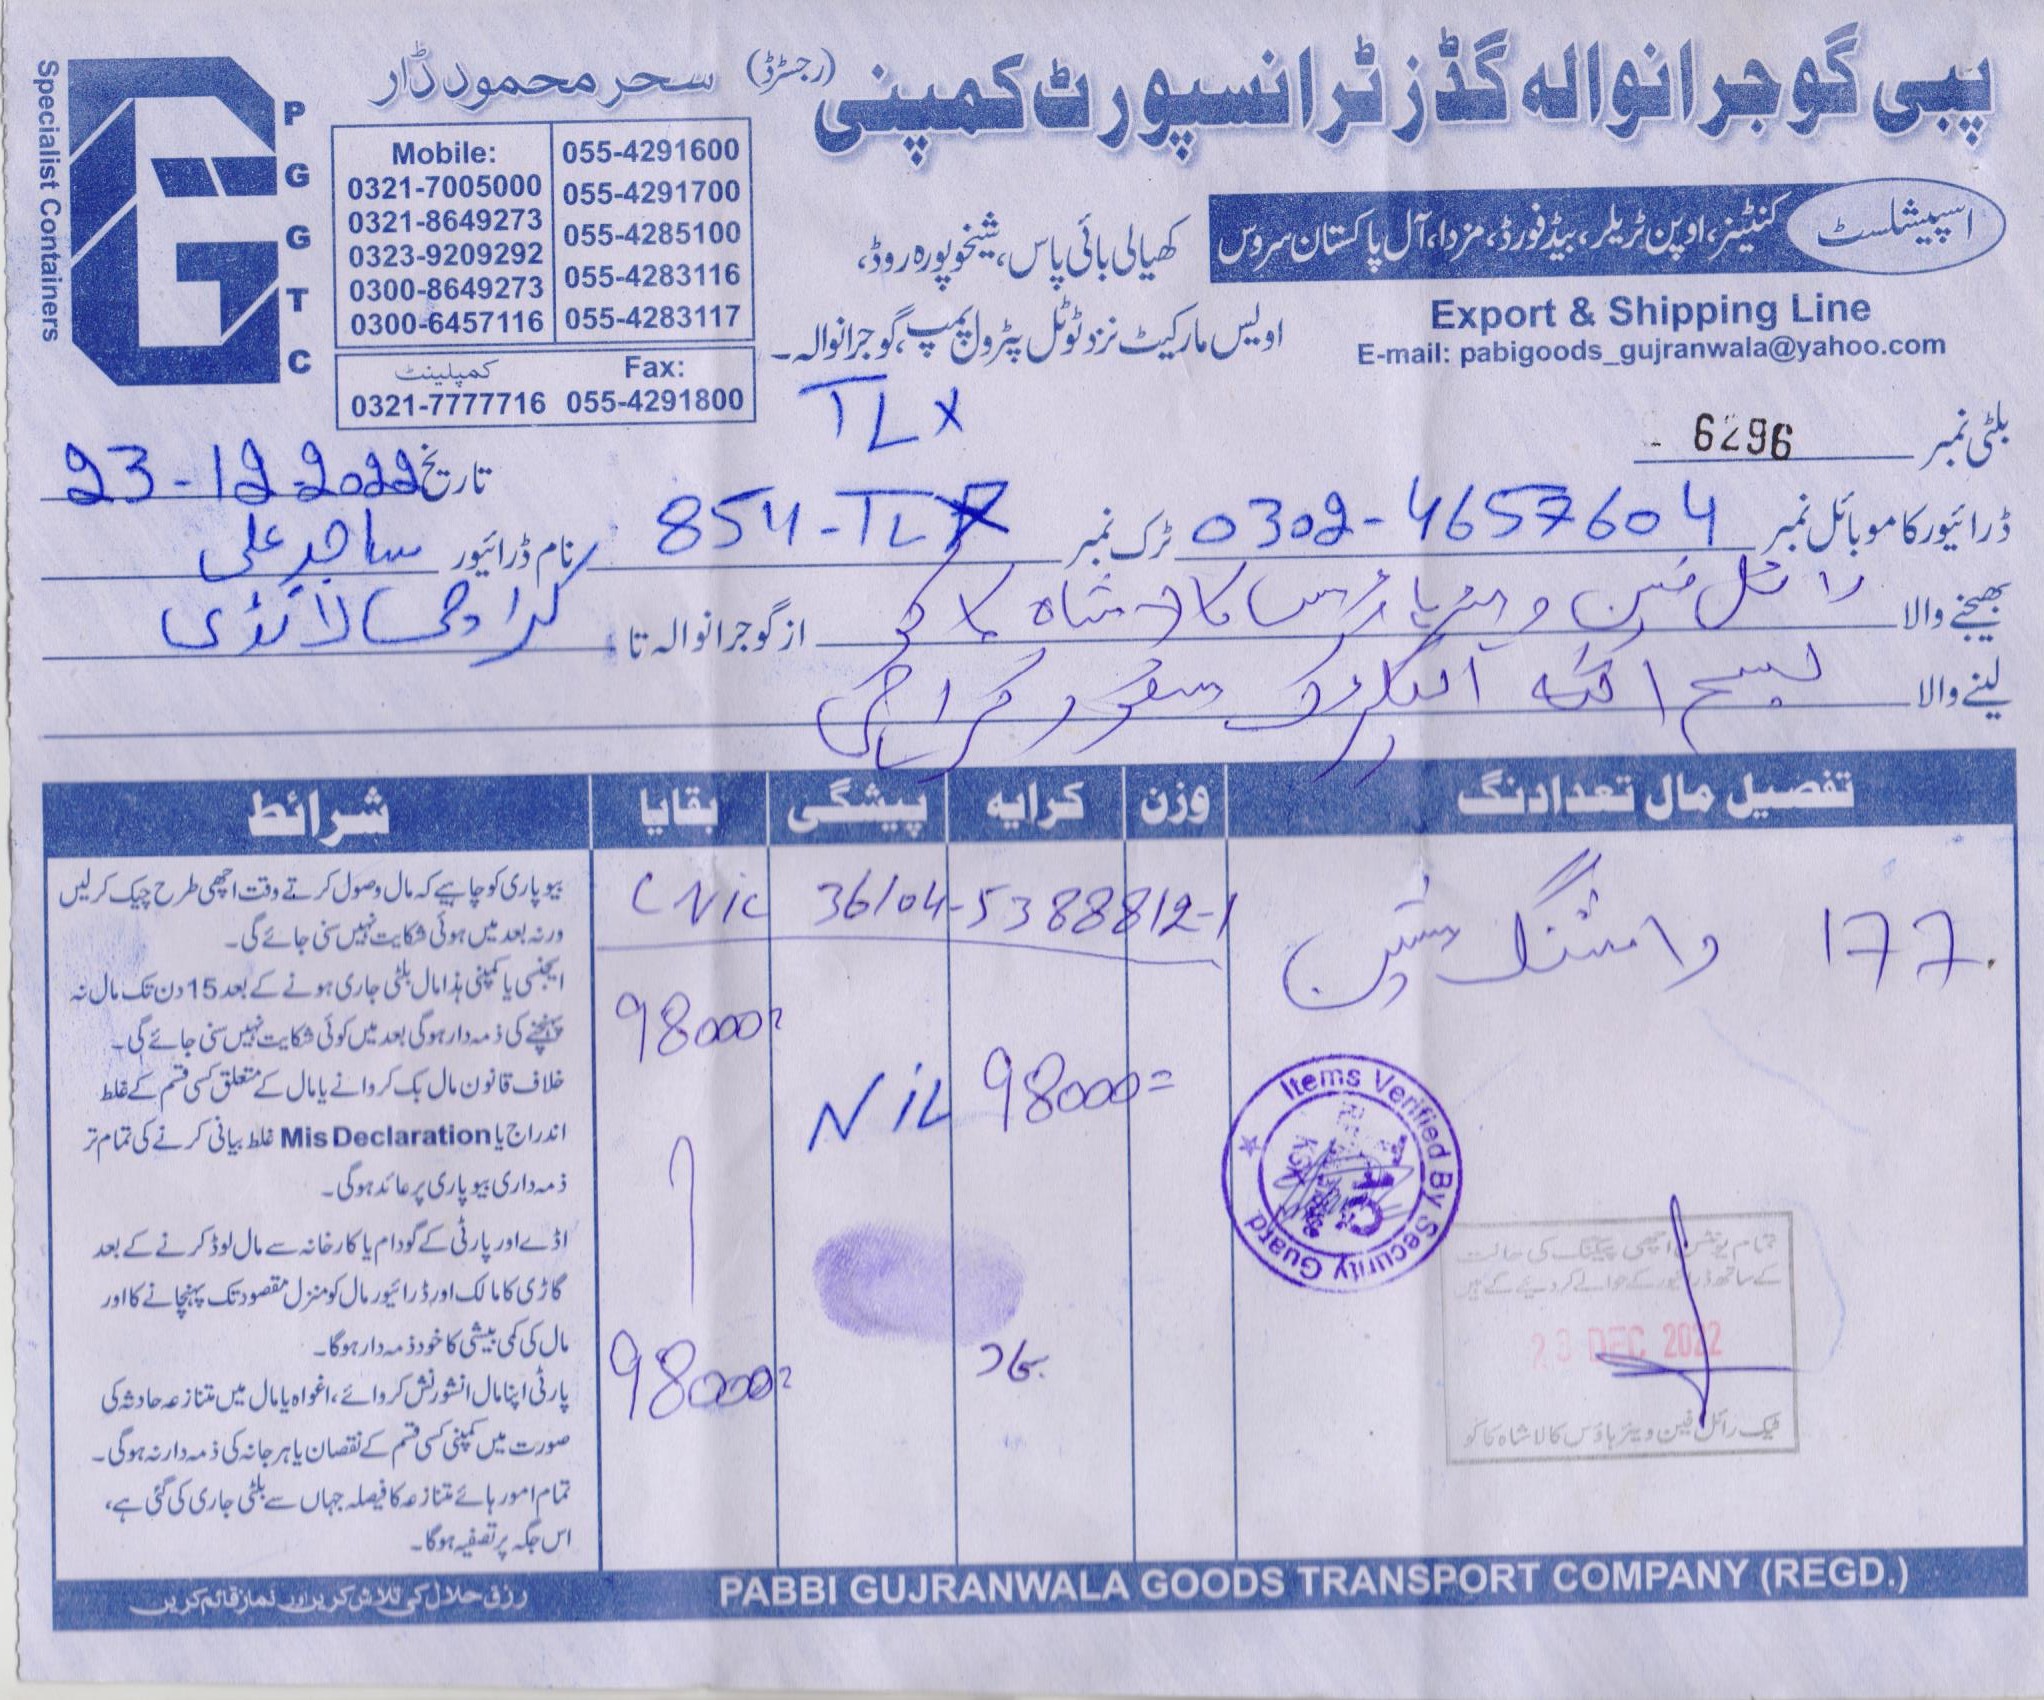 پبی گوجرانوالہ گڈز ٹرانسپورٹ کمپنی (رجسٹرڈ)
سحر محمود ڈار
P
G
G
T
C
Specialist Containers
Mobile:
0321-7005000
0321-8649273
0323-9209292
0300-8649273
0300-6457116
055-4291600
055-4291700
055-4285100
055-4283116
055-4283117
کمپلینٹ
0321-7777716
Fax:
055-4291800
اسپیشلسٹ کنٹینر، اوپن ٹریلر، بیڈفورڈ، مزدا، آل پاکستان سروس
کھیالی بائی پاس، شیخوپورہ روڈ،
اویس مارکیٹ نزد ٹوٹل پٹرول پمپ، گوجرانوالہ۔
Export & Shipping Line
E-mail: pabigoods_gujranwala@yahoo.com
TLX
بلٹی نمبر 6296
تاریخ 23-12-2022
ڈرائیور کا موبائل نمبر 0302-4657604 ٹرک نمبر 854-TLX نام ڈرائیور ساجد علی
بھیجنے والا رائل فین کالا شاہ کاکو از گوجرانوالہ تا کراچی لانڈی
لینے والا الیکٹرک سٹور کراچی
تفصیل مال تعدادنگ وزن کرایہ پیشگی بقایا شرائط
177 واشنگ مشین
CNIC 36104-5388812-1
98000
98000=
NIL
98000
Items Verified By Security Guard
تمام یونٹس اچھی پیکنگ کی حالت
کے ساتھ ڈرائیور کے حوالے کر دیئے گئے ہیں
23 DEC 2022
ٹیک رائل فین ویئر ہاؤس کالا شاہ کاکو
بیوپاری کو چاہیے کہ مال وصول کرتے وقت اچھی طرح چیک کر لیں
ورنہ بعد میں ہوئی شکایت نہیں سنی جائے گی۔
ایجنسی یا کمپنی ہذا مال بلٹی جاری ہونے کے بعد 15 دن تک مال نہ
پہنچنے کی ذمہ دار ہوگی بعد میں کوئی شکایت نہیں سنی جائے گی۔
خلاف قانون مال بک کروانے یا مال کے متعلق کسی قسم کے غلط
اندراج یا Mis Declaration غلط بیانی کرنے کی تمام تر
ذمہ داری بیوپاری پر عائد ہوگی۔
اڈے اور پارٹی کے گودام یا کارخانہ سے مال لوڈ کرنے کے بعد
گاڑی کا مالک اور ڈرائیور مال کو منزل مقصود تک پہنچانے کا اور
مال کی کمی بیشی کا خود ذمہ دار ہوگا۔
پارٹی اپنا مال انشورنش کروائے، اغواہ یا مال میں متنازعہ حادثہ کی
صورت میں کمپنی کسی قسم کے نقصان یا ہرجانہ کی ذمہ دار نہ ہوگی۔
تمام امور ہائے متنازعہ کا فیصلہ جہاں سے بلٹی جاری کی گئی ہے،
اس جگہ پر تصفیہ ہوگا۔
رزق حلال کی تلاش کریں اور نماز قائم کریں
PABBI GUJRANWALA GOODS TRANSPORT COMPANY (REGD.)